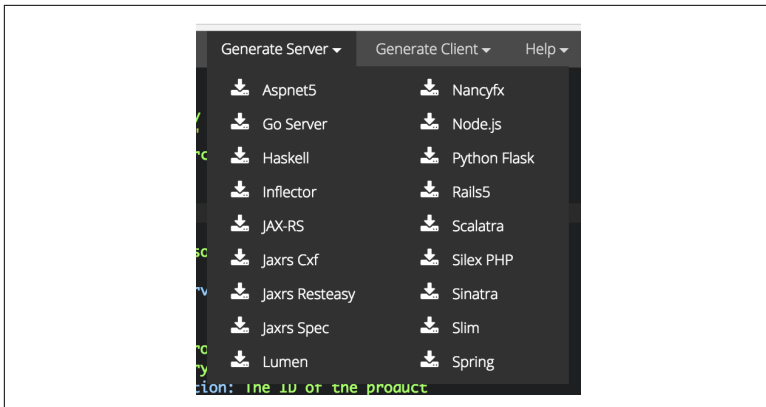 Generate Server Generate Client Help
Aspnet5 Nancyfx
Go Server Node.js
Haskell Python Flask
Inflector Rails5
JAX-RS Scalatra
Jaxrs Cxf Silex PHP
Jaxrs Resteasy Sinatra
Jaxrs Spec Slim
Lumen Spring
tion: The ID of the product